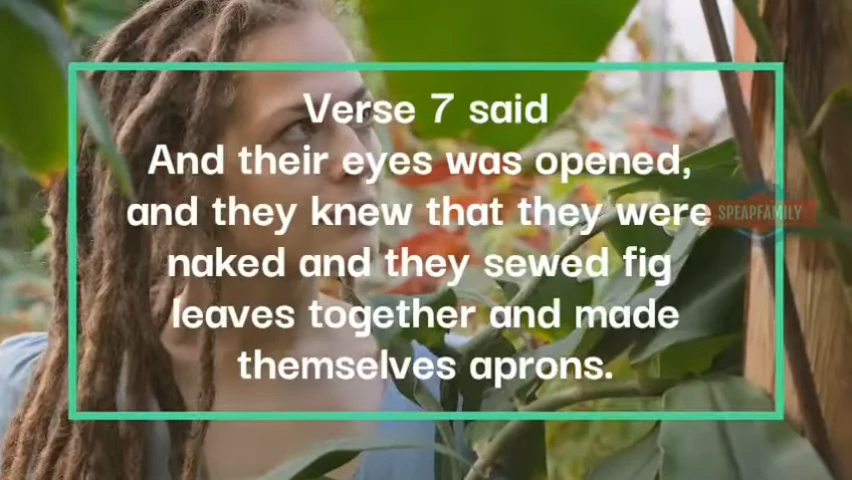 Verse 7 said
And their eyes was opened,
and they knew that they were
SPEAPFAMILY
naked and they sewed fig
leaves together and made
themselves aprons.